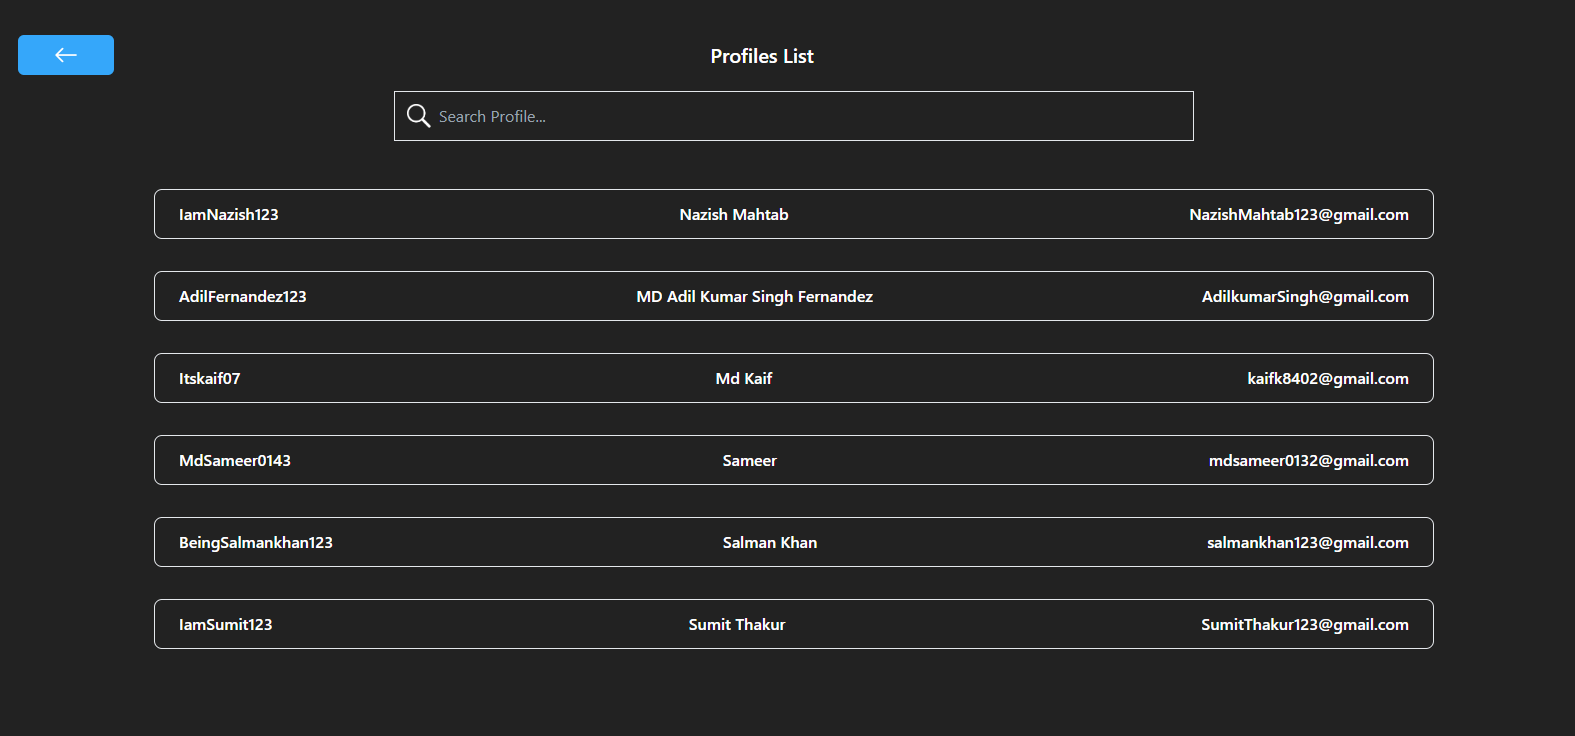 Profiles List
Search Profile...
IamNazish123 Nazish Mahtab NazishMahtab123@gmail.com
AdilFernandez123 MD Adil Kumar Singh Fernandez AdilkumarSingh@gmail.com
Itskaif07 Md Kaif kaifk8402@gmail.com
MdSameer0143 Sameer mdsameer0132@gmail.com
BeingSalmankhan123 Salman Khan salmankhan123@gmail.com
IamSumit123 Sumit Thakur SumitThakur123@gmail.com